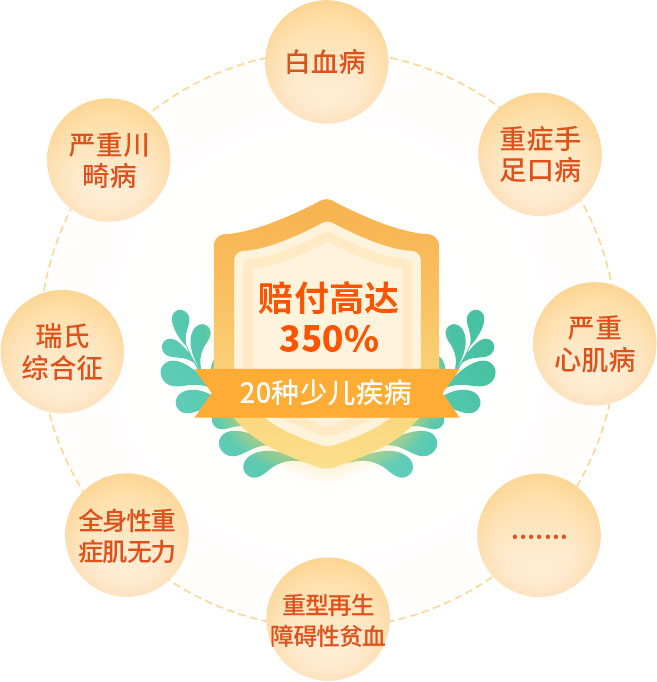 白血病
重症手
足口病
严重
心肌病
.......
重型再生
障碍性贫血
全身性重
症肌无力
瑞氏
综合征
严重川
畸病
赔付高达
350%
20种少儿疾病